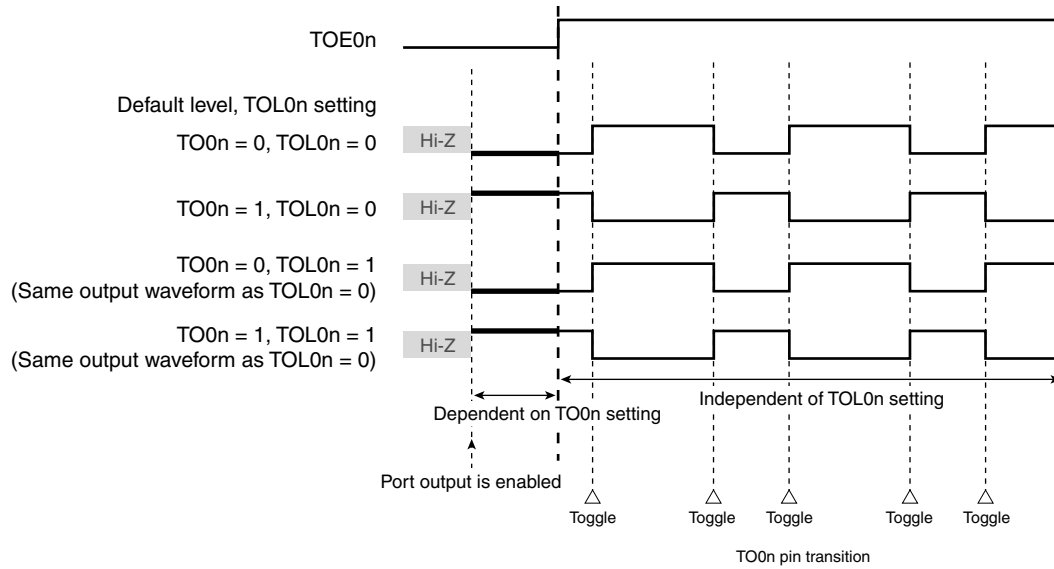 TOE0n
Default level, TOL0n setting
TO0n = 0, TOL0n = 0
Hi-Z
TO0n = 1, TOL0n = 0
Hi-Z
TO0n = 0, TOL0n = 1
(Same output waveform as TOL0n = 0)
Hi-Z
TO0n = 1, TOL0n = 1
(Same output waveform as TOL0n = 0)
Hi-Z
Dependent on TO0n setting
Independent of TOL0n setting
Port output is enabled
Toggle Toggle Toggle Toggle Toggle
TO0n pin transition